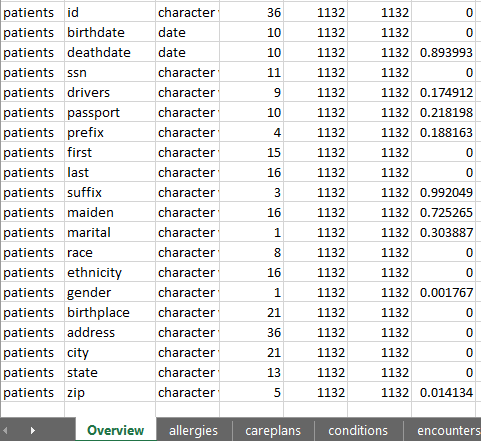 patients id character 36 1132 1132 0
patients birthdate date 10 1132 1132 0
patients deathdate date 10 1132 1132 0.893993
patients ssn character 11 1132 1132 0
patients drivers character 9 1132 1132 0.174912
patients passport character 10 1132 1132 0.218198
patients prefix character 4 1132 1132 0.188163
patients first character 15 1132 1132 0
patients last character 16 1132 1132 0
patients suffix character 3 1132 1132 0.992049
patients maiden character 16 1132 1132 0.725265
patients marital character 1 1132 1132 0.303887
patients race character 8 1132 1132 0
patients ethnicity character 16 1132 1132 0
patients gender character 1 1132 1132 0.001767
patients birthplace character 21 1132 1132 0
patients address character 36 1132 1132 0
patients city character 21 1132 1132 0
patients state character 13 1132 1132 0
patients zip character 5 1132 1132 0.014134
Overview allergies careplans conditions encounters